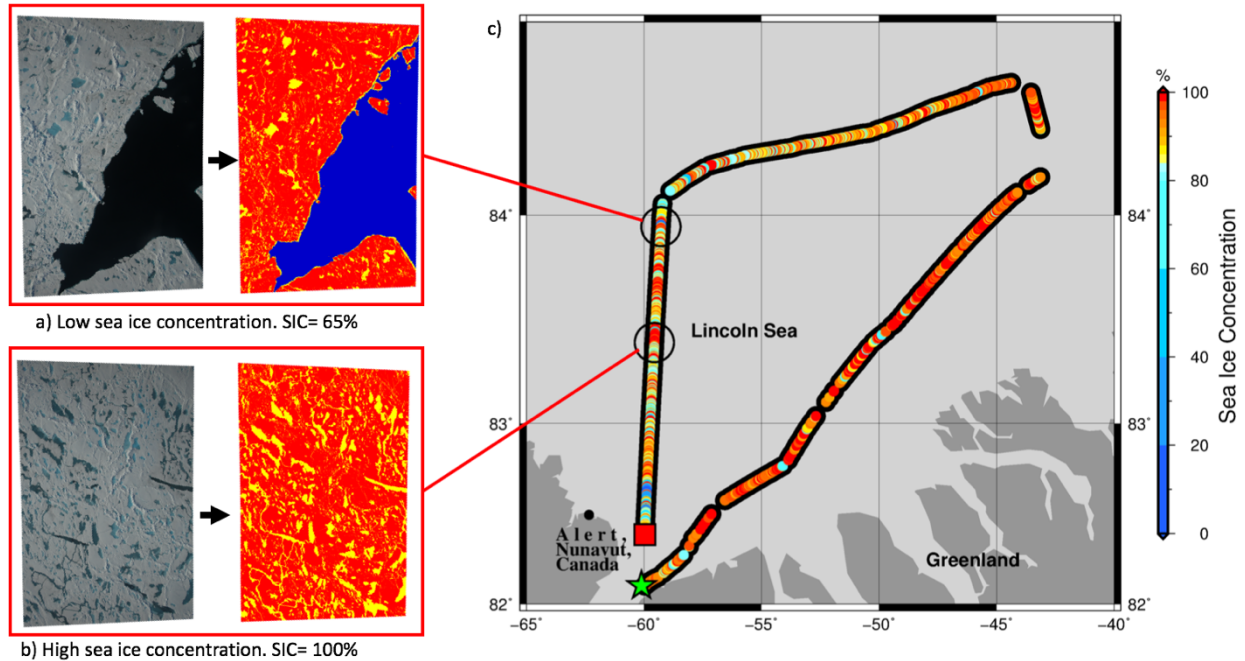 a) Low sea ice concentration. SIC= 65%
b) High sea ice concentration. SIC= 100%
c)
84°
83°
82°
−65°
−60°
−55°
−50°
−45°
−40°
84°
83°
82°
Lincoln Sea
Alert,
Nunavut,
Canada
Greenland
%
100
80
60
40
20
0
Sea Ice Concentration